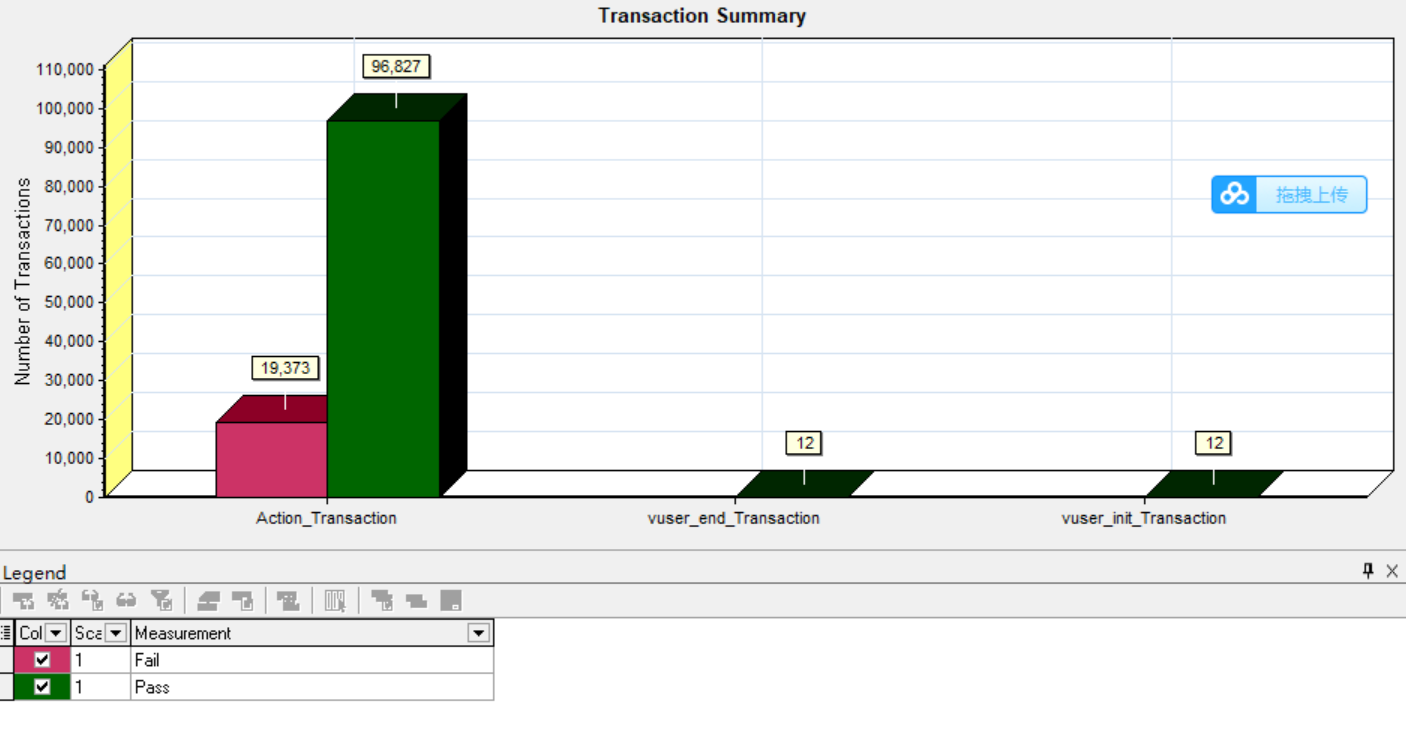 Transaction Summary
Number of Transactions
110,000
100,000
90,000
80,000
70,000
60,000
50,000
40,000
30,000
20,000
10,000
0
96,827
19,373
12
12
拖拽上传
Action_Transaction
vuser_end_Transaction
vuser_init_Transaction
Legend
Col Sca Measurement
1 Fail
1 Pass